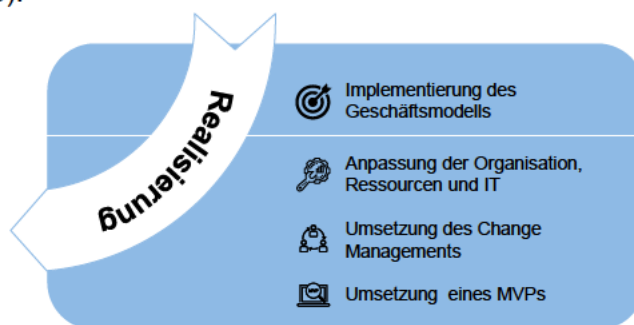 ).
Realisierung
Implementierung des
Geschäftsmodells
Anpassung der Organisation,
Ressourcen und IT
Umsetzung des Change
Managements
Umsetzung eines MVPs